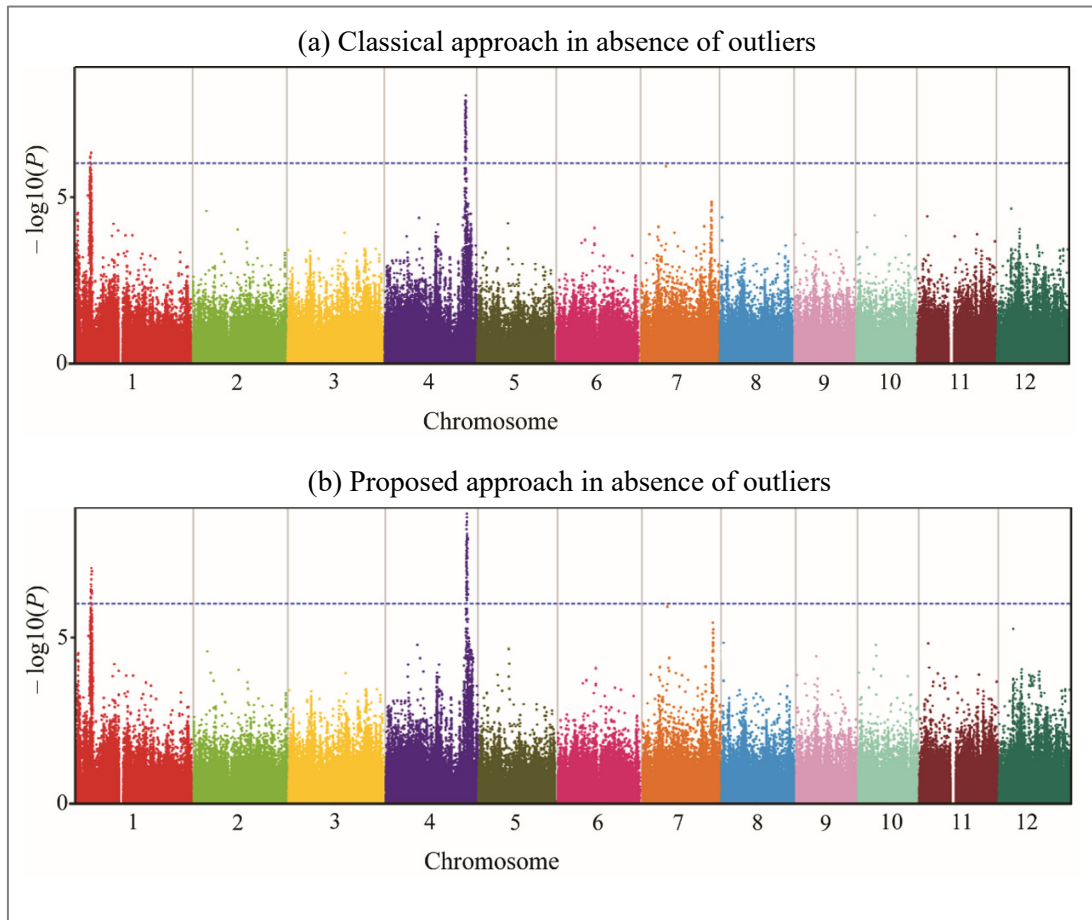 (a) Classical approach in absence of outliers
− log10(P)
5
0
1 2 3 4 5 6 7 8 9 10 11 12
Chromosome
(b) Proposed approach in absence of outliers
− log10(P)
5
0
1 2 3 4 5 6 7 8 9 10 11 12
Chromosome